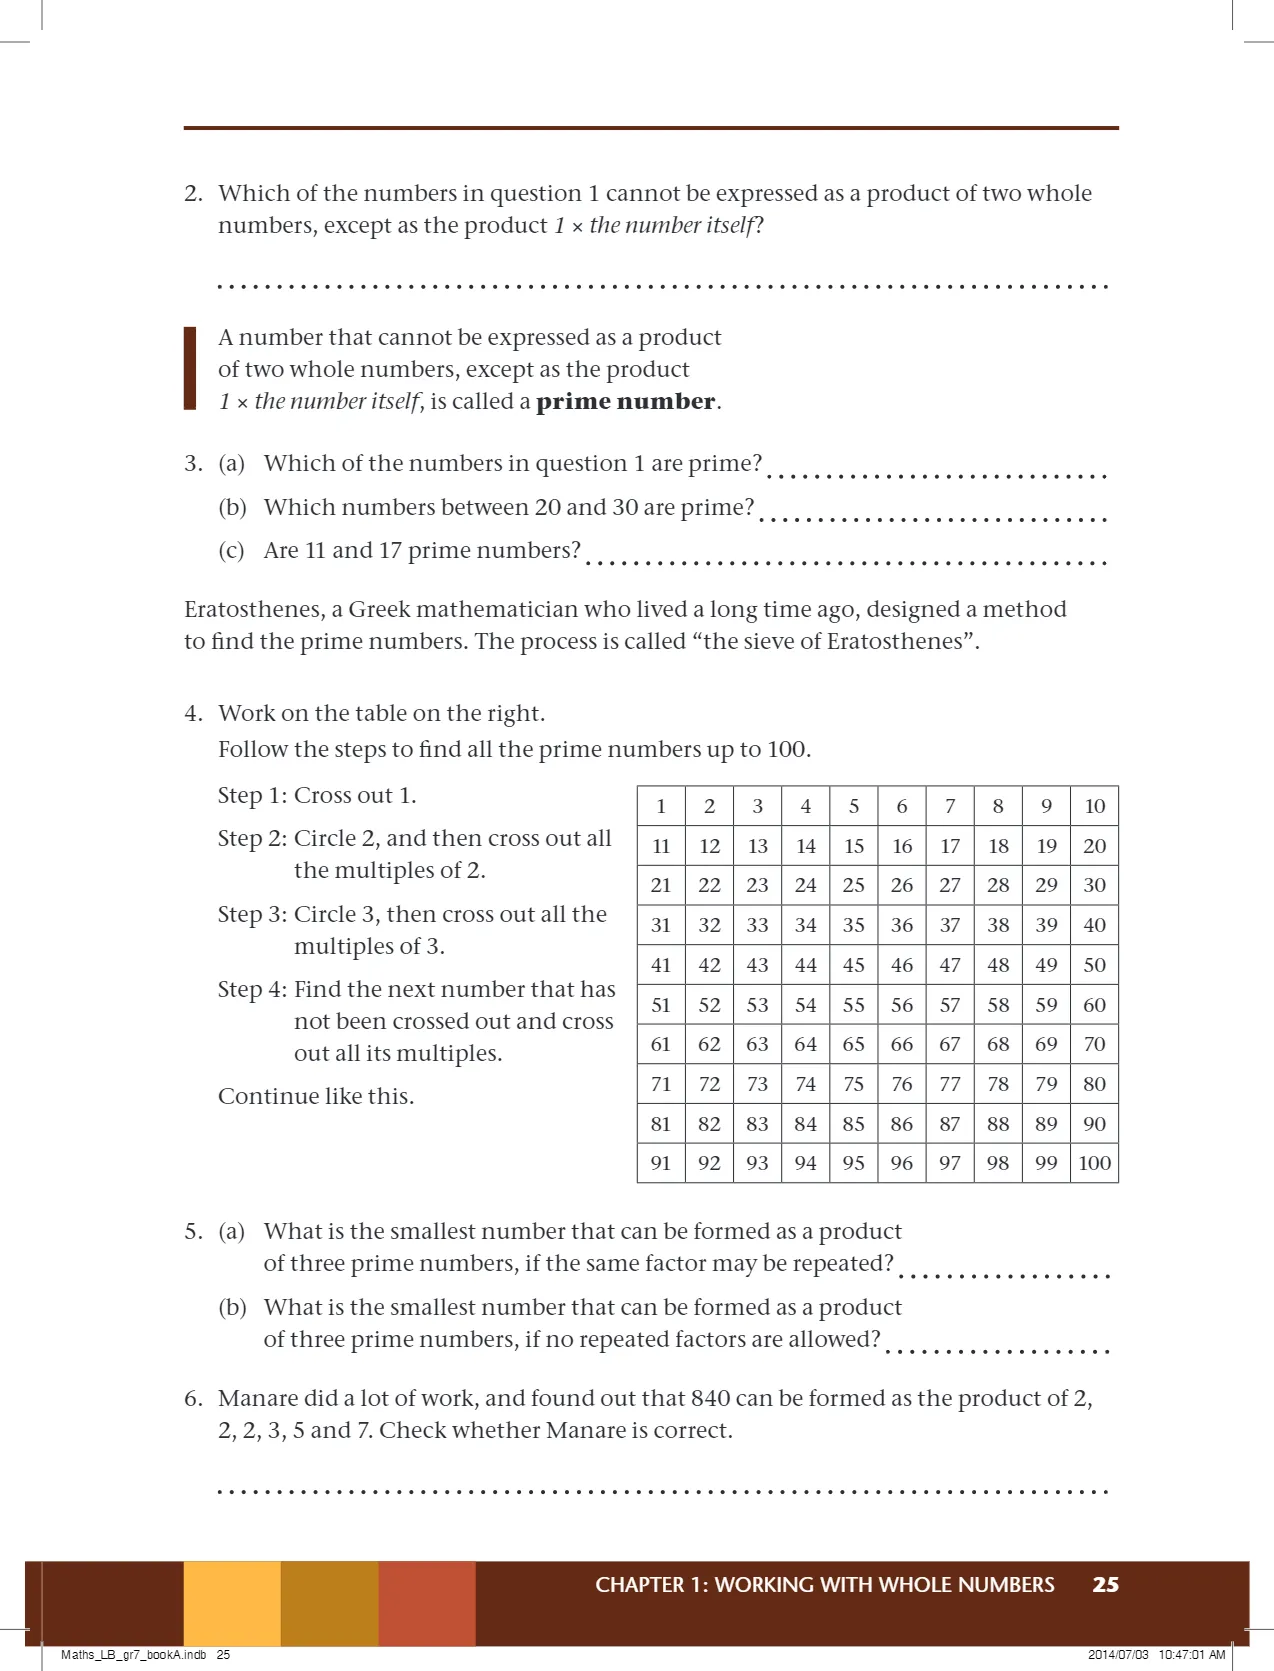 2. Which of the numbers in question 1 cannot be expressed as a product of two whole
numbers, except as the product 1 × the number itself?
A number that cannot be expressed as a product
of two whole numbers, except as the product
1 × the number itself, is called a prime number.
3. (a) Which of the numbers in question 1 are prime?
(b) Which numbers between 20 and 30 are prime?
(c) Are 11 and 17 prime numbers?
Eratosthenes, a Greek mathematician who lived a long time ago, designed a method
to find the prime numbers. The process is called “the sieve of Eratosthenes”.
4. Work on the table on the right.
Follow the steps to find all the prime numbers up to 100.
Step 1: Cross out 1.
Step 2: Circle 2, and then cross out all
the multiples of 2.
Step 3: Circle 3, then cross out all the
multiples of 3.
Step 4: Find the next number that has
not been crossed out and cross
out all its multiples.
Continue like this.
1 2 3 4 5 6 7 8 9 10
11 12 13 14 15 16 17 18 19 20
21 22 23 24 25 26 27 28 29 30
31 32 33 34 35 36 37 38 39 40
41 42 43 44 45 46 47 48 49 50
51 52 53 54 55 56 57 58 59 60
61 62 63 64 65 66 67 68 69 70
71 72 73 74 75 76 77 78 79 80
81 82 83 84 85 86 87 88 89 90
91 92 93 94 95 96 97 98 99 100
5. (a) What is the smallest number that can be formed as a product
of three prime numbers, if the same factor may be repeated?
(b) What is the smallest number that can be formed as a product
of three prime numbers, if no repeated factors are allowed?
6. Manare did a lot of work, and found out that 840 can be formed as the product of 2,
2, 2, 3, 5 and 7. Check whether Manare is correct.
CHAPTER 1: WORKING WITH WHOLE NUMBERS 25
Maths_LB_gr7_bookA.indb 25 2014/07/03 10:47:01 AM